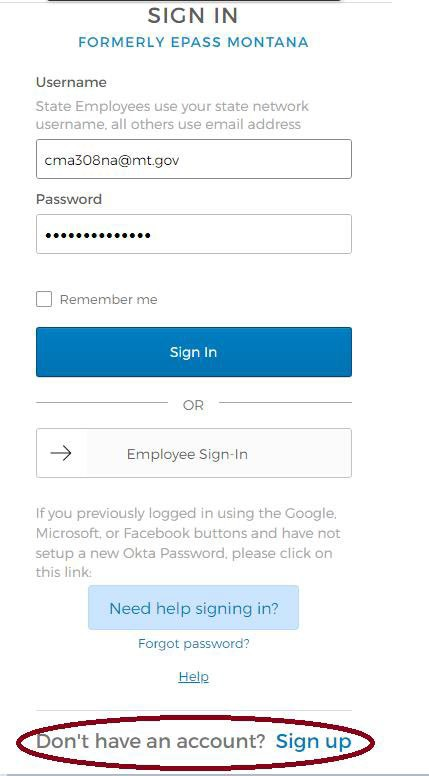 SIGN IN
FORMERLY EPASS MONTANA
Username
State Employees use your state network
username, all others use email address
cma308na@mt.gov
Password
••••••••••••••
Remember me
Sign In
OR
Employee Sign-In
If you previously logged in using the Google,
Microsoft, or Facebook buttons and have not
setup a new Okta Password, please click on
this link:
Need help signing in?
Forgot password?
Help
Don't have an account? Sign up